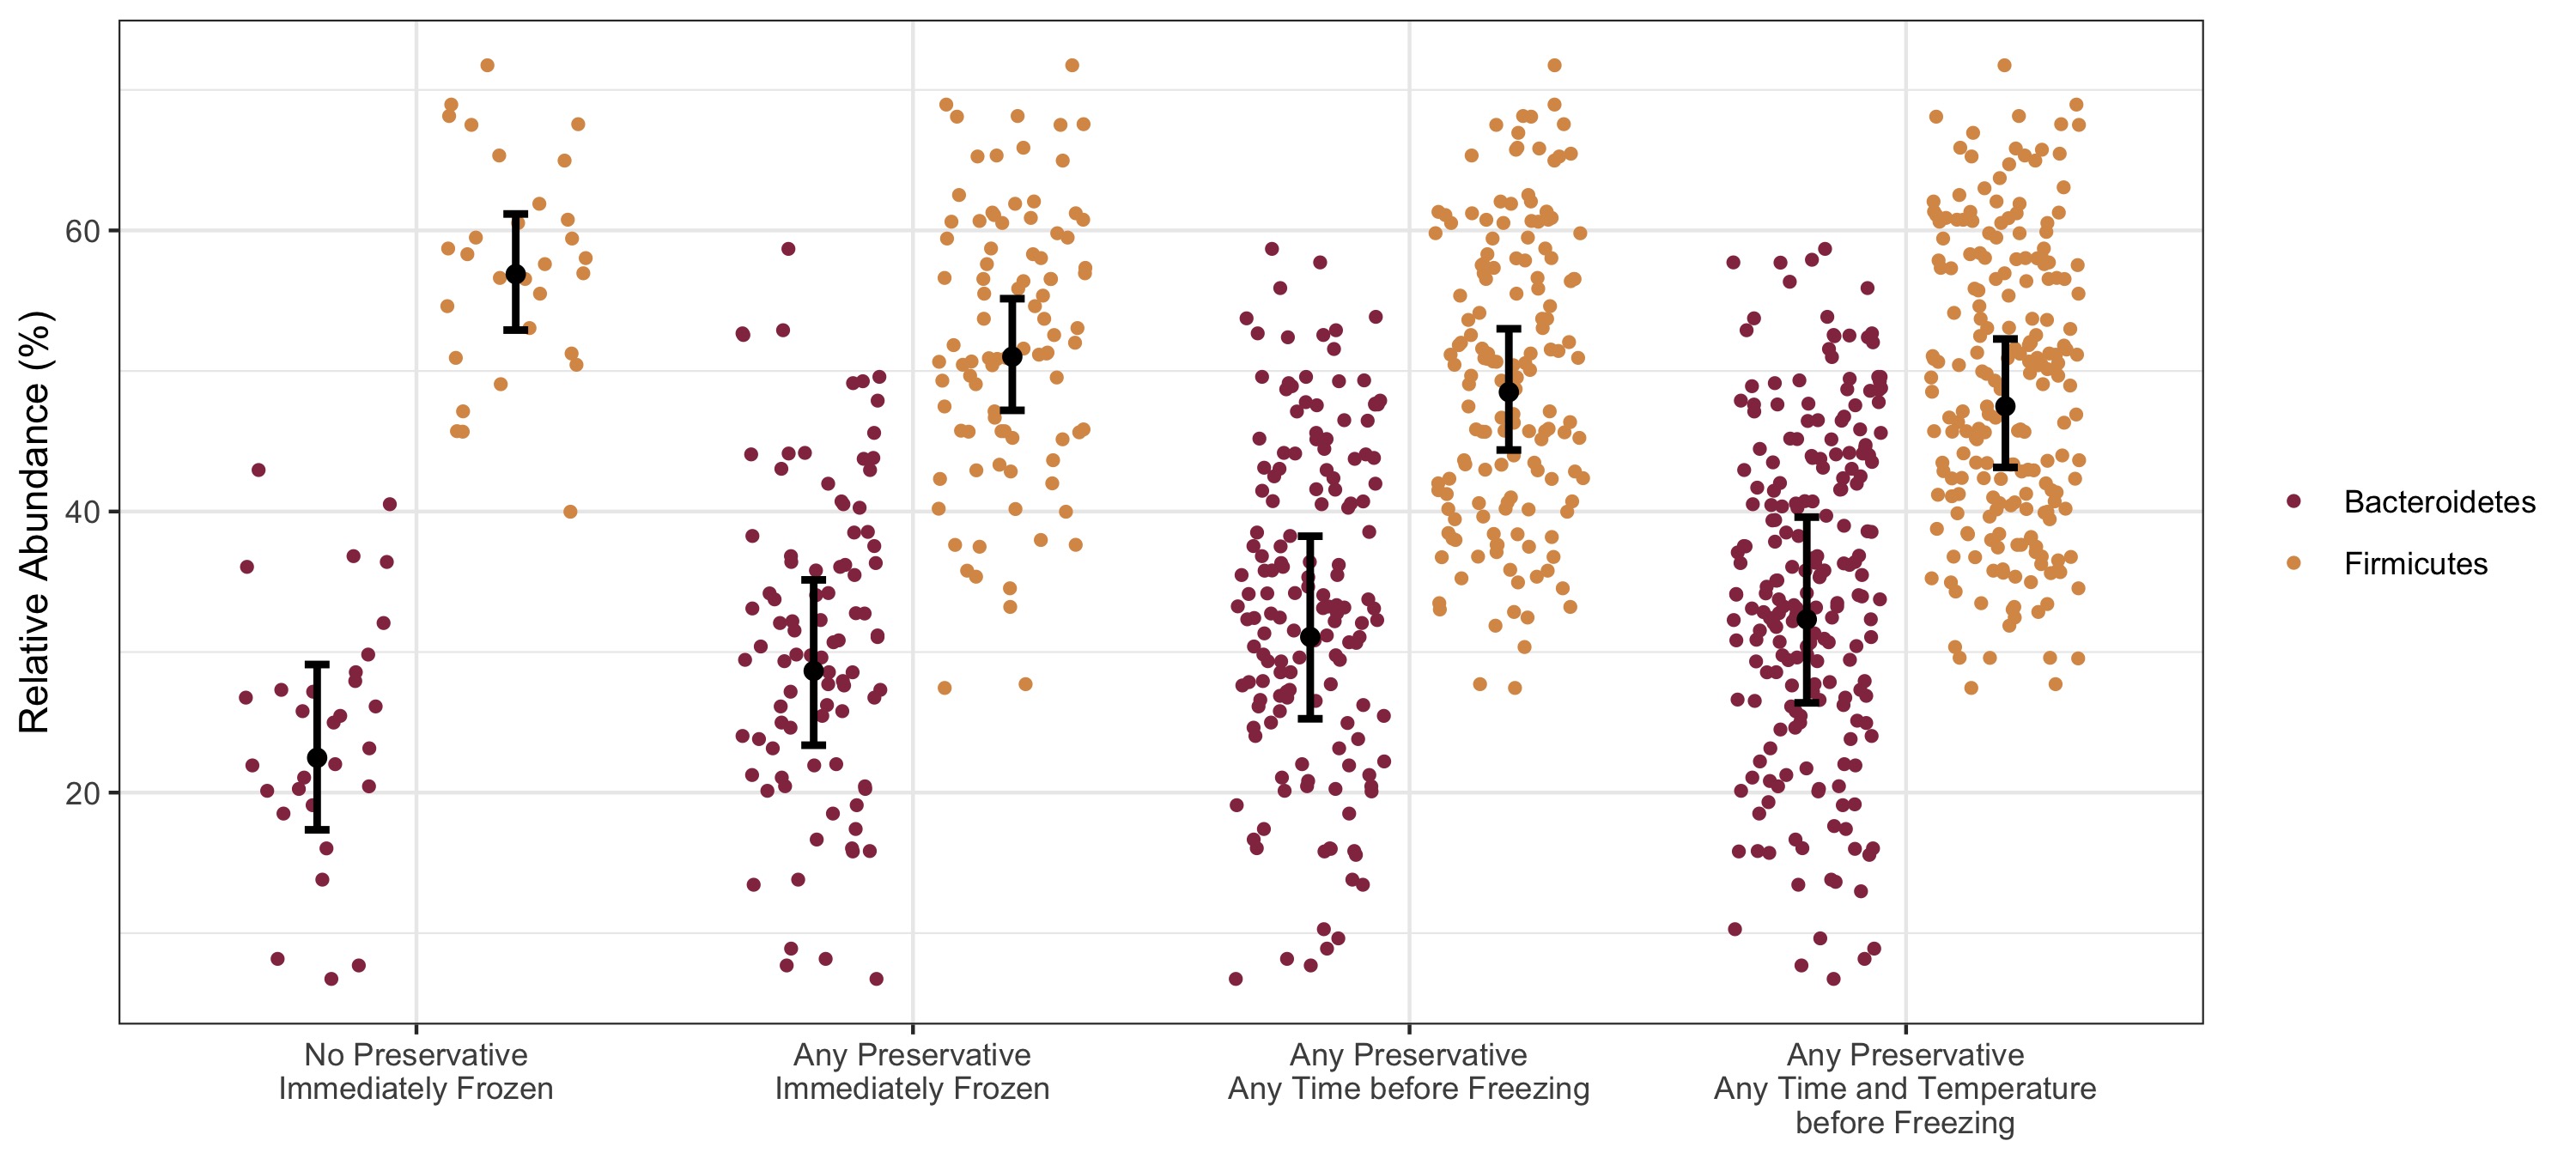 Relative Abundance (%)
60
40
20
No Preservative
Immediately Frozen
Any Preservative
Immediately Frozen
Any Preservative
Any Time before Freezing
Any Preservative
Any Time and Temperature
before Freezing
Bacteroidetes
Firmicutes